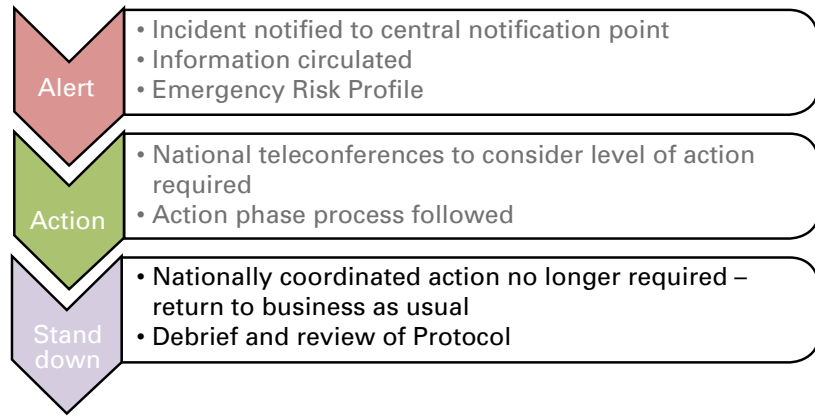 Alert
• Incident notified to central notification point
• Information circulated
• Emergency Risk Profile
Action
• National teleconferences to consider level of action
required
• Action phase process followed
Stand
down
• Nationally coordinated action no longer required –
return to business as usual
• Debrief and review of Protocol